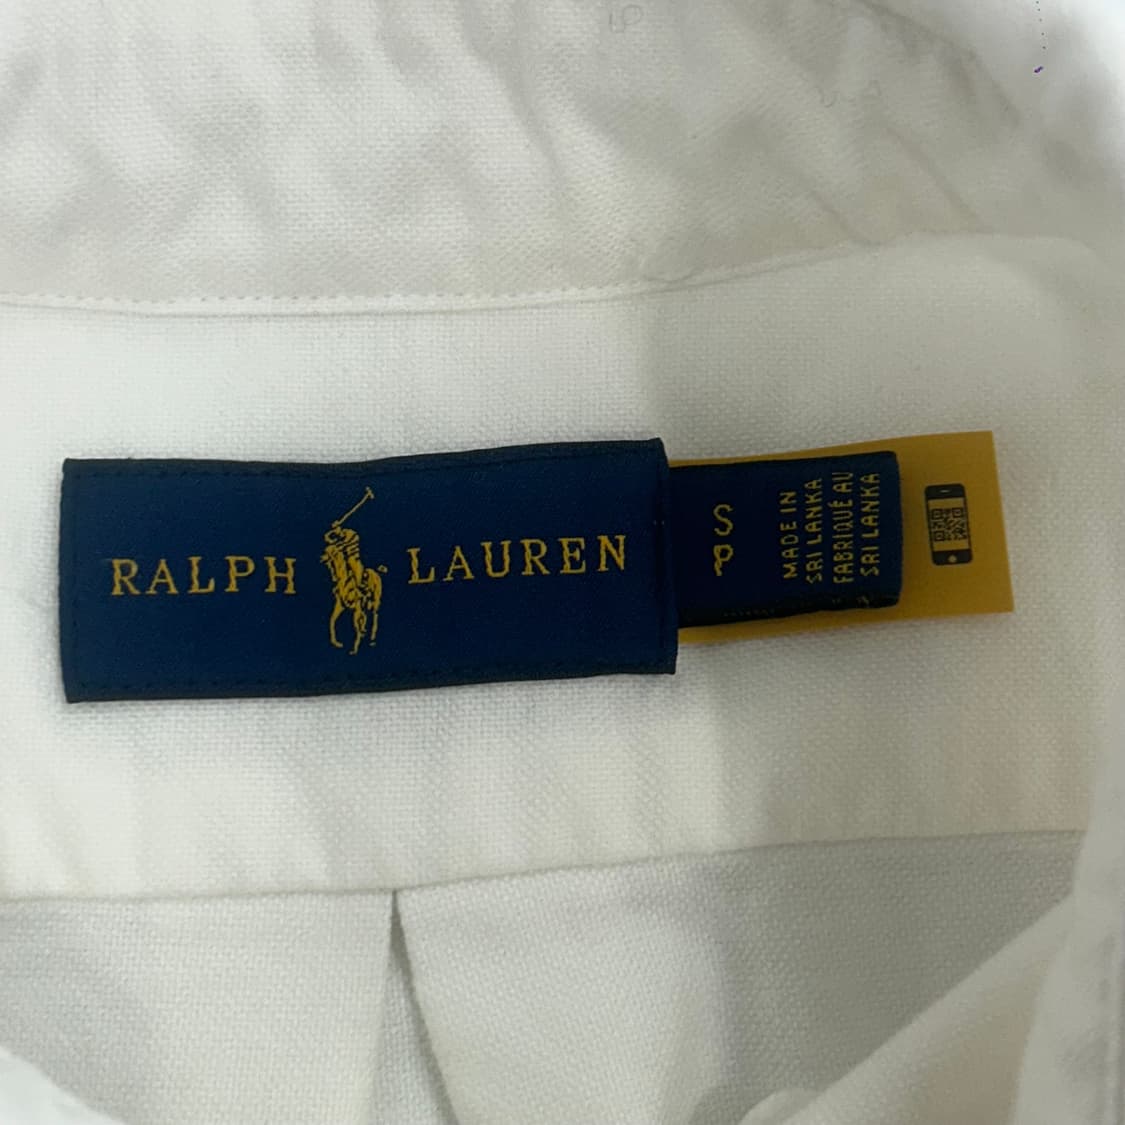 RALPH LAUREN
S
P
MADE IN
SRI LANKA
FABRIQUÉ AU
SRI LANKA